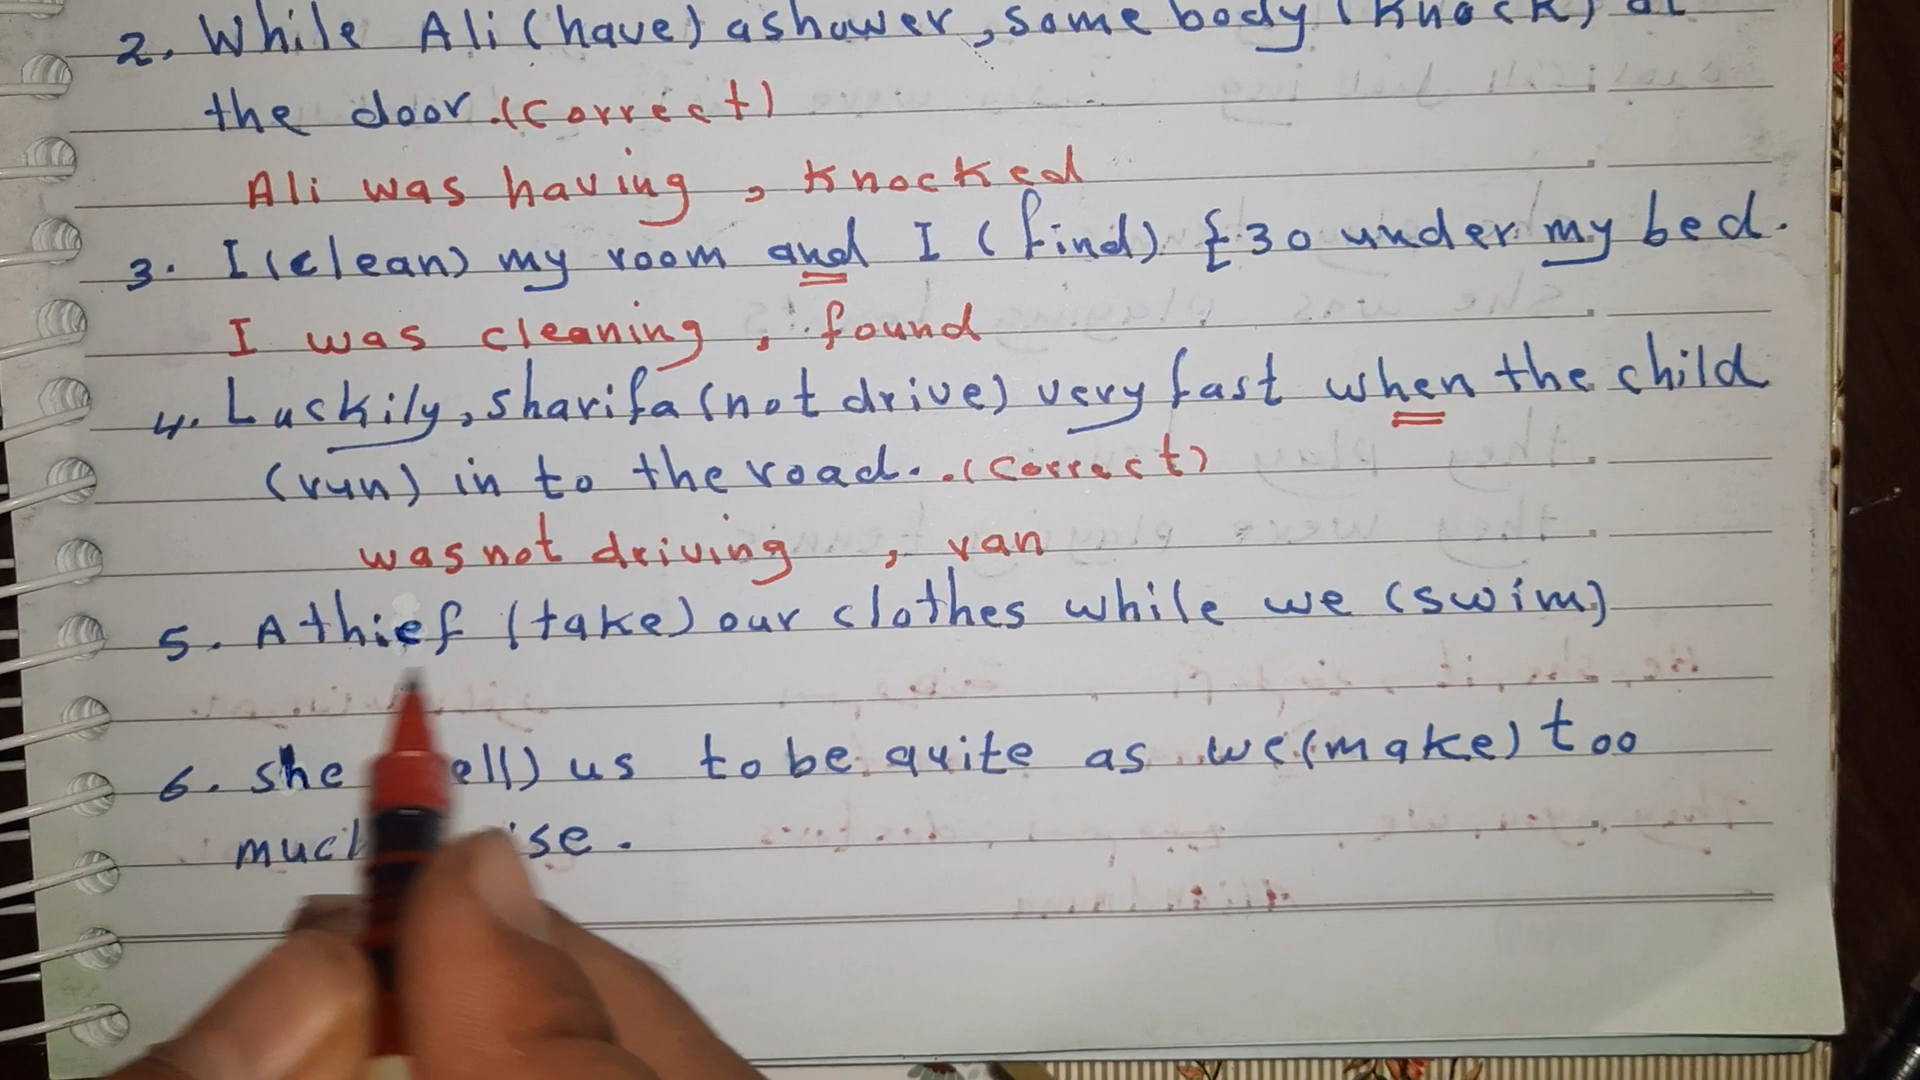 2. While Ali (have) a shower, some body (knock) at
the door. (Correct)
Ali was having , knocked
3. I (clean) my room and I (find) £30 under my bed.
I was cleaning , found
4. Luckily, sharifa (not drive) very fast when the child
(run) in to the road. (Correct)
was not driving , ran
5. A thief (take) our clothes while we (swim)
6. she us to be quite as we (make) too
much